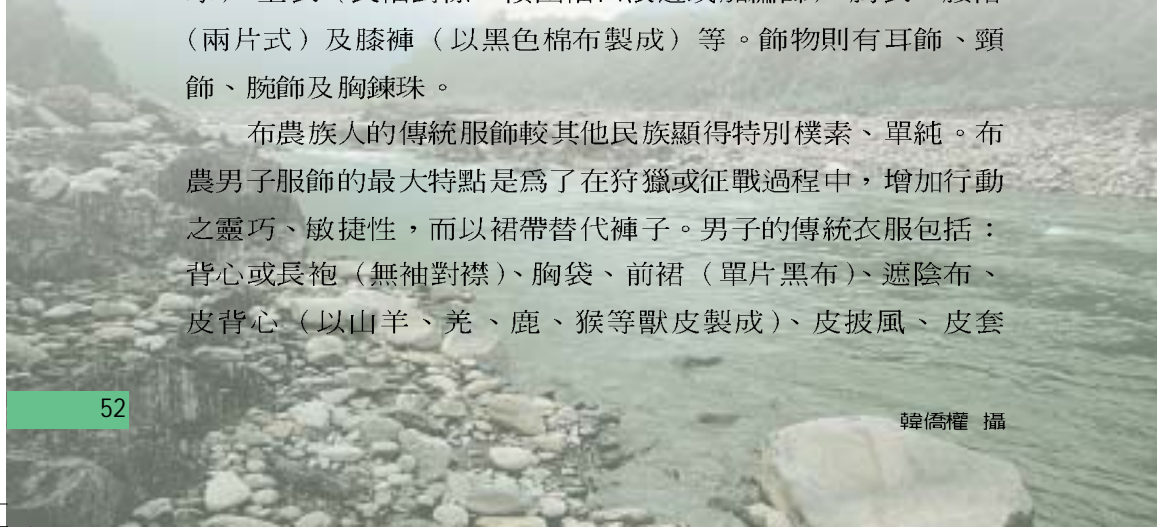 （兩片式）及膝褲（以黑色棉布製成）等。飾物則有耳飾、頸
飾、腕飾及胸鍊珠。
布農族人的傳統服飾較其他民族顯得特別樸素、單純。布
農男子服飾的最大特點是爲了在狩獵或征戰過程中，增加行動
之靈巧、敏捷性，而以裙帶替代褲子。男子的傳統衣服包括：
背心或長袍（無袖對襟）、胸袋、前裙（單片黑布）、遮陰布、
皮背心（以山羊、羌、鹿、猴等獸皮製成）、皮披風、皮套
52
韓僑權 攝